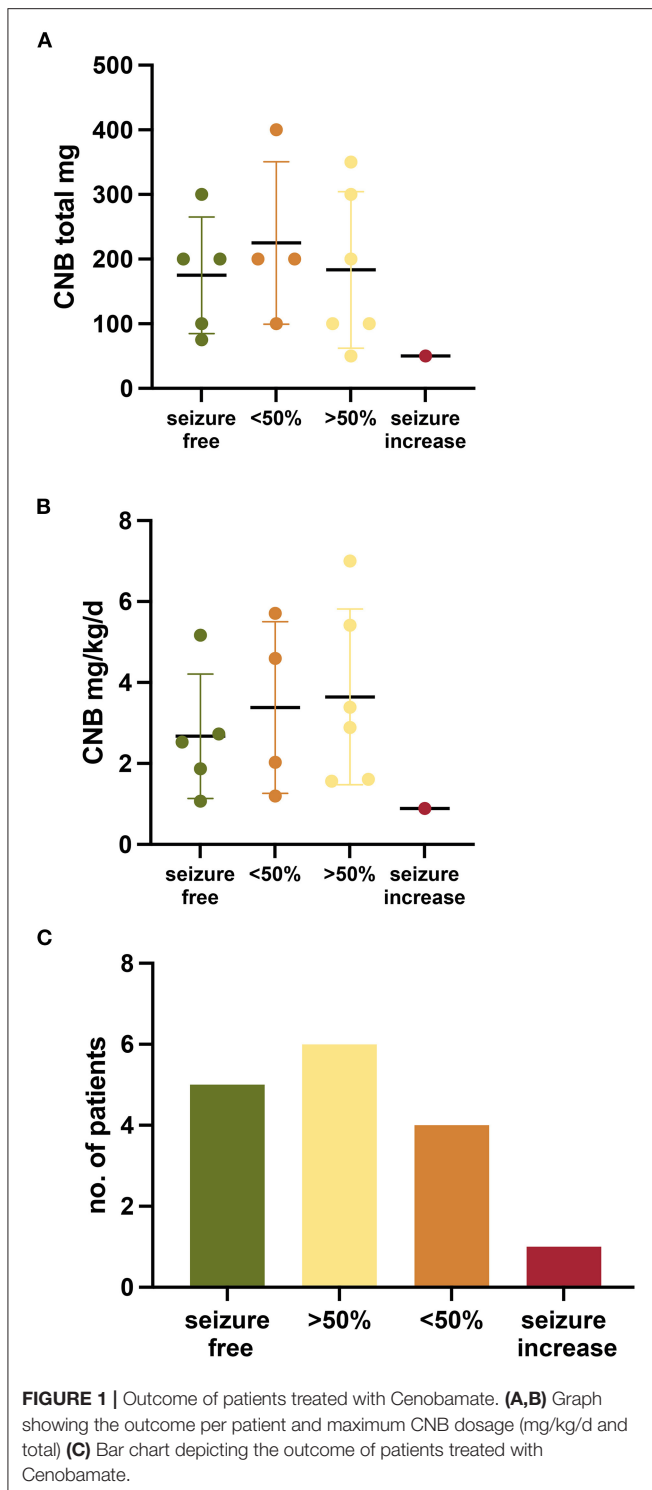 A
CNB total mg
500
400
300
200
100
0
seizure free
<50%
>50%
seizure increase
B
CNB mg/kg/d
8
6
4
2
0
seizure free
<50%
>50%
seizure increase
C
no. of patients
8
6
4
2
0
seizure free
>50%
<50%
seizure increase
FIGURE 1 | Outcome of patients treated with Cenobamate. (A,B) Graph
showing the outcome per patient and maximum CNB dosage (mg/kg/d and
total) (C) Bar chart depicting the outcome of patients treated with
Cenobamate.